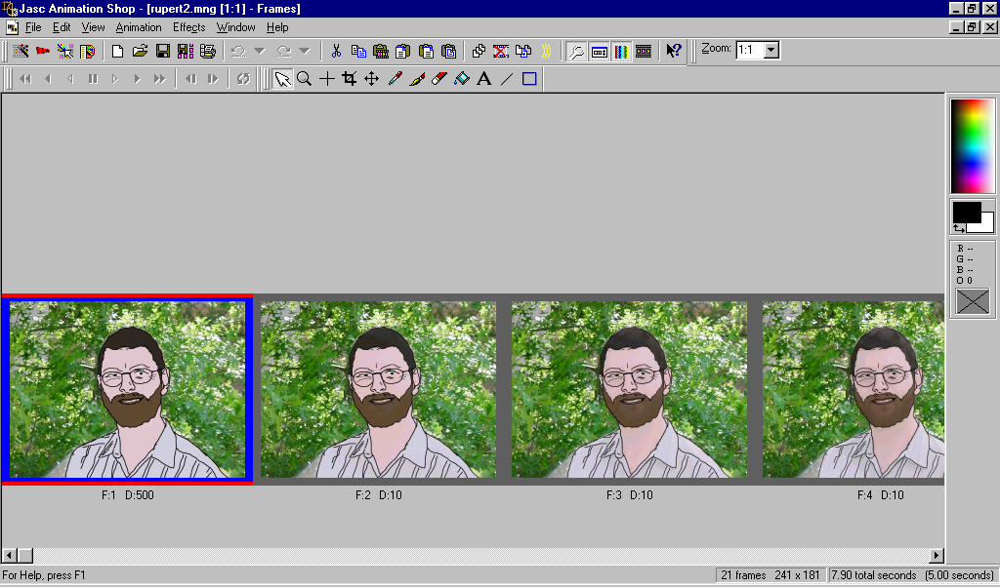 Jasc Animation Shop - [rupert2.mng [1:1] - Frames]
File Edit View Animation Effects Window Help
Zoom: 1:1
A
R --
G --
B --
O 0
F:1 D:500
F:2 D:10
F:3 D:10
F:4 D:10
For Help, press F1
21 frames 241 x 181
7.90 total seconds (5.00 seconds)